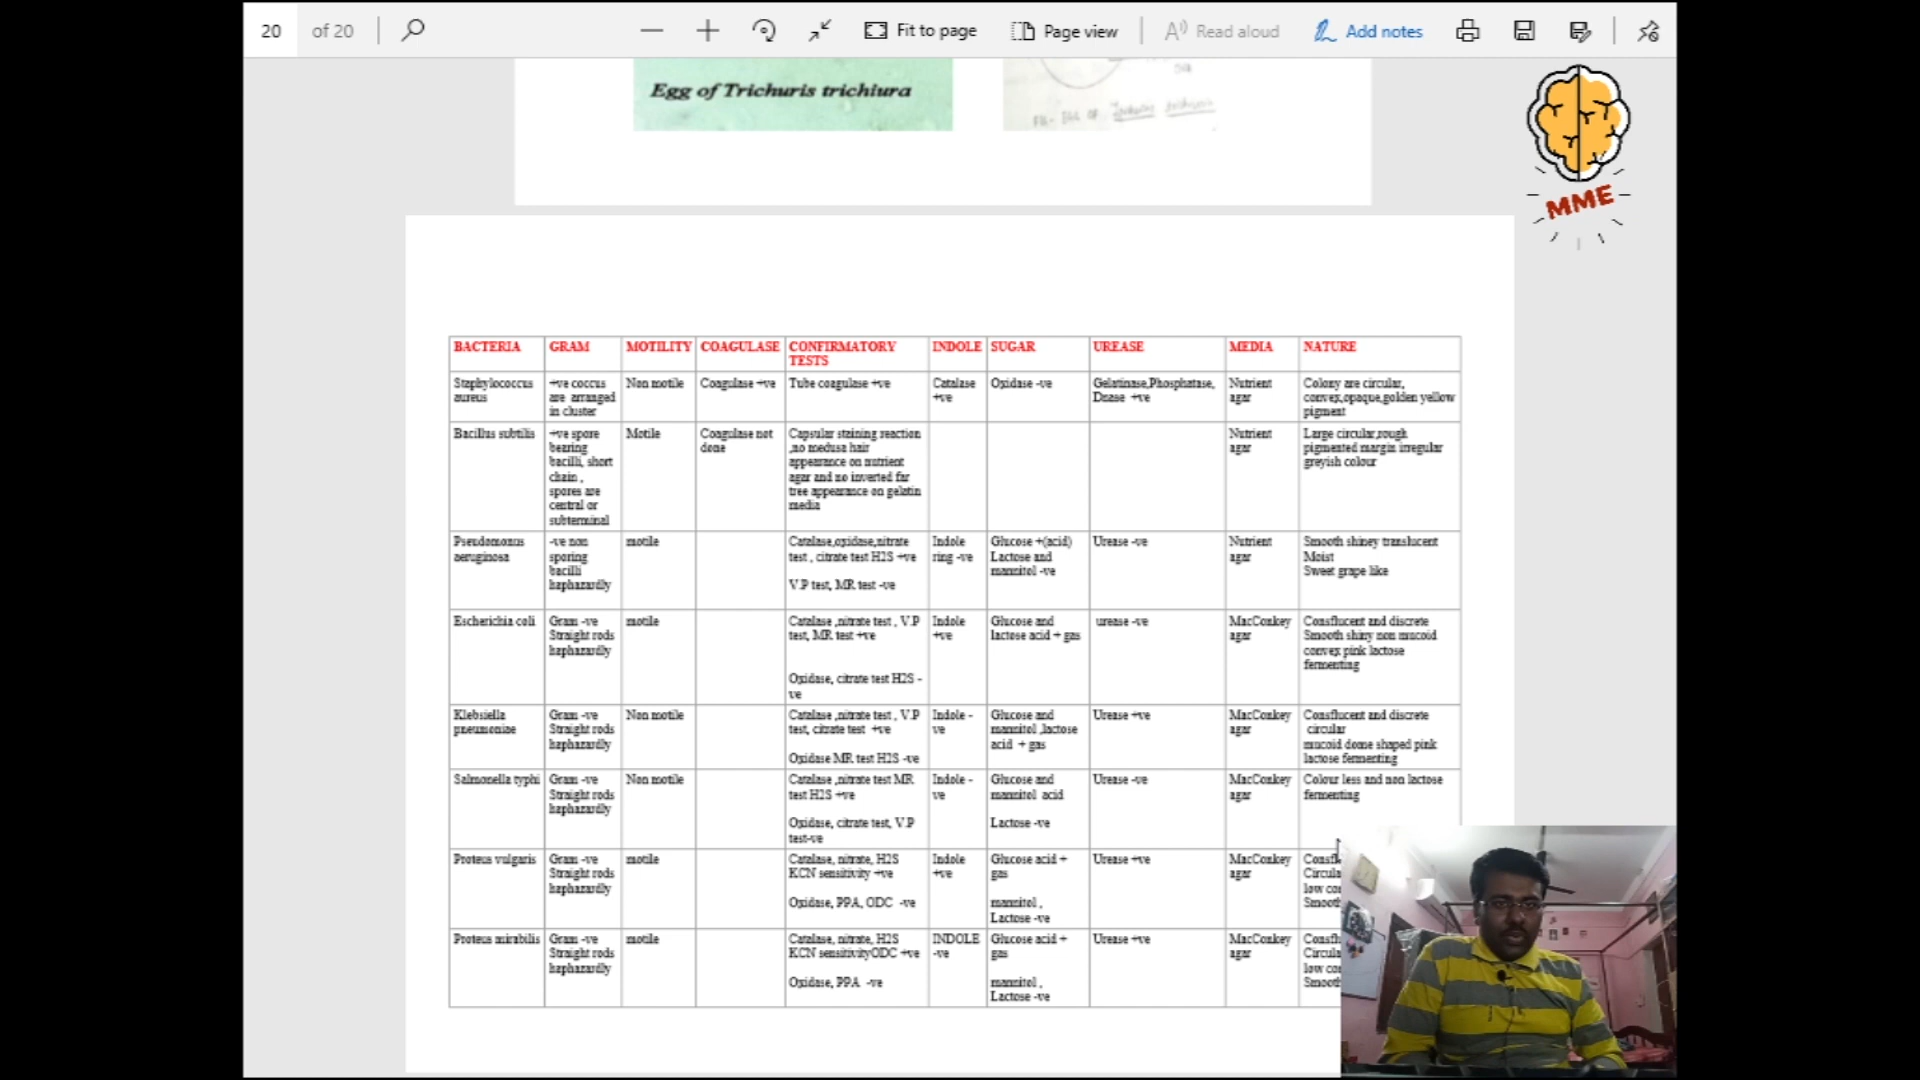 20 of 20
Fit to page
Page view
Read aloud
Add notes
Egg of Trichuris trichiura
MME
BACTERIA GRAM MOTILITY COAGULASE CONFIRMATORY TESTS INDOLE SUGAR UREASE MEDIA NATURE
Staphylococcus aureus
+ve coccus
are arranged
in cluster
Non motile
Coagulase +ve
Tube coagulase +ve
Catalase
+ve
Oxidase -ve
Gelatinase,Phosphatase,
Dnase +ve
Nutrient
agar
Colony are circular,
convex,opaque,golden yellow
pigment
Bacillus subtilis
+ve spore
bearing
bacilli, short
chain ,
spores are
central or
subterminal
Motile
Coagulase not
done
Capsular staining reaction
,no medusa hair
appearance on nutrient
agar and no inverted far
tree appearance on gelatin
media
Nutrient
agar
Large circular,rough
pigmented margin irregular
greyish colour
Pseudomonus
aeruginosa
-ve non
sporing
bacilli
haphazardly
motile
Catalase,oxidase,nitrate
test , citrate test H2S +ve
V.P test, MR test -ve
Indole
ring -ve
Glucose +(acid)
Lactose and
mannitol -ve
Urease -ve
Nutrient
agar
Smooth shiney translucent
Moist
Sweet grape like
Escherichia coli
Gram -ve
Straight rods
haphazardly
motile
Catalase ,nitrate test , V.P
test, MR test +ve
Oxidase, citrate test H2S -
ve
Indole
+ve
Glucose and
lactose acid + gas
urease -ve
MacConkey
agar
Consflucent and discrete
Smooth shiny non mucoid
convex pink lactose
fermenting
Klebsiella
pneumoniae
Gram -ve
Straight rods
haphazardly
Non motile
Catalase ,nitrate test , V.P
test, citrate test +ve
Oxidase MR test H2S -ve
Indole -
ve
Glucose and
mannitol ,lactose
acid + gas
Urease +ve
MacConkey
agar
Consflucent and discrete
circular
mucoid dome shaped pink
lactose fermenting
Salmonella typhi
Gram -ve
Straight rods
haphazardly
Non motile
Catalase ,nitrate test MR
test H2S +ve
Oxidase, citrate test, V.P
test-ve
Indole -
ve
Glucose and
mannitol acid
Lactose -ve
Urease -ve
MacConkey
agar
Colour less and non lactose
fermenting
Proteus vulgaris
Gram -ve
Straight rods
haphazardly
motile
Catalase, nitrate, H2S
KCN sensitivity +ve
Oxidase, PPA, ODC -ve
Indole
+ve
Glucose acid +
gas
mannitol ,
Lactose -ve
Urease +ve
MacConkey
agar
Circula
low co
Smooth
Proteus mirabilis
Gram -ve
Straight rods
haphazardly
motile
Catalase, nitrate, H2S
KCN sensitivityODC +ve
Oxidase, PPA -ve
INDOLE
-ve
Glucose acid +
gas
mannitol ,
Lactose -ve
Urease +ve
MacConkey
agar
Circula
low co
Smooth